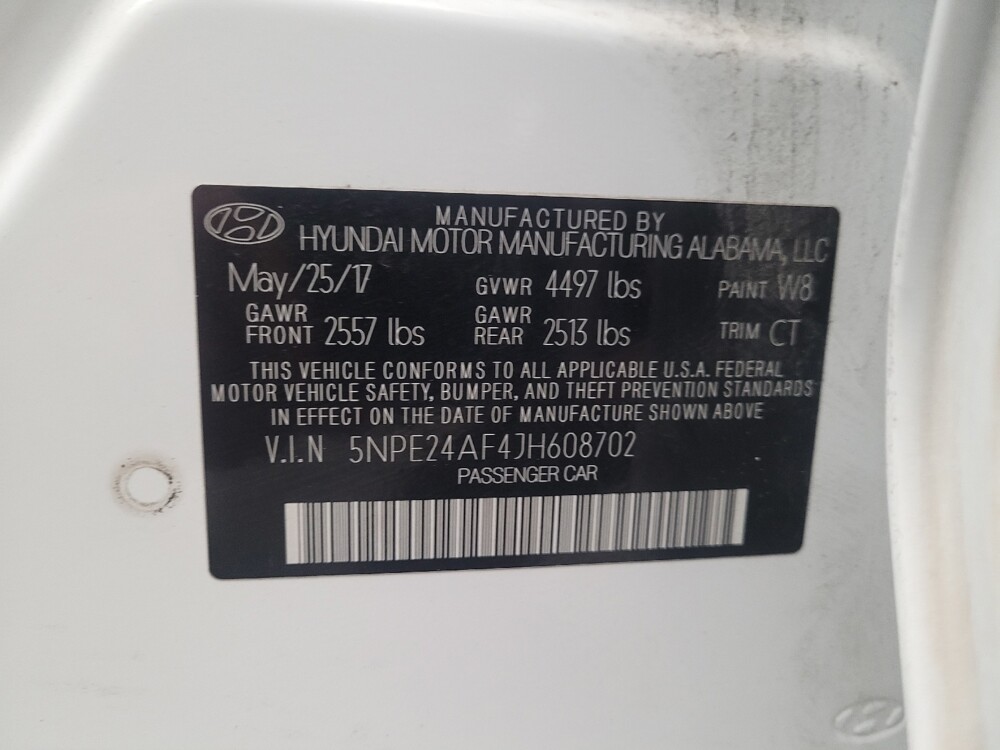 MANUFACTURED BY
HYUNDAI MOTOR MANUFACTURING ALABAMA, LLC
May/25/17 GVWR 4497 lbs PAINT W8
GAWR FRONT 2557 lbs GAWR REAR 2513 lbs TRIM CT
THIS VEHICLE CONFORMS TO ALL APPLICABLE U.S.A. FEDERAL
MOTOR VEHICLE SAFETY, BUMPER, AND THEFT PREVENTION STANDARDS
IN EFFECT ON THE DATE OF MANUFACTURE SHOWN ABOVE
V.I.N 5NPE24AF4JH608702
PASSENGER CAR